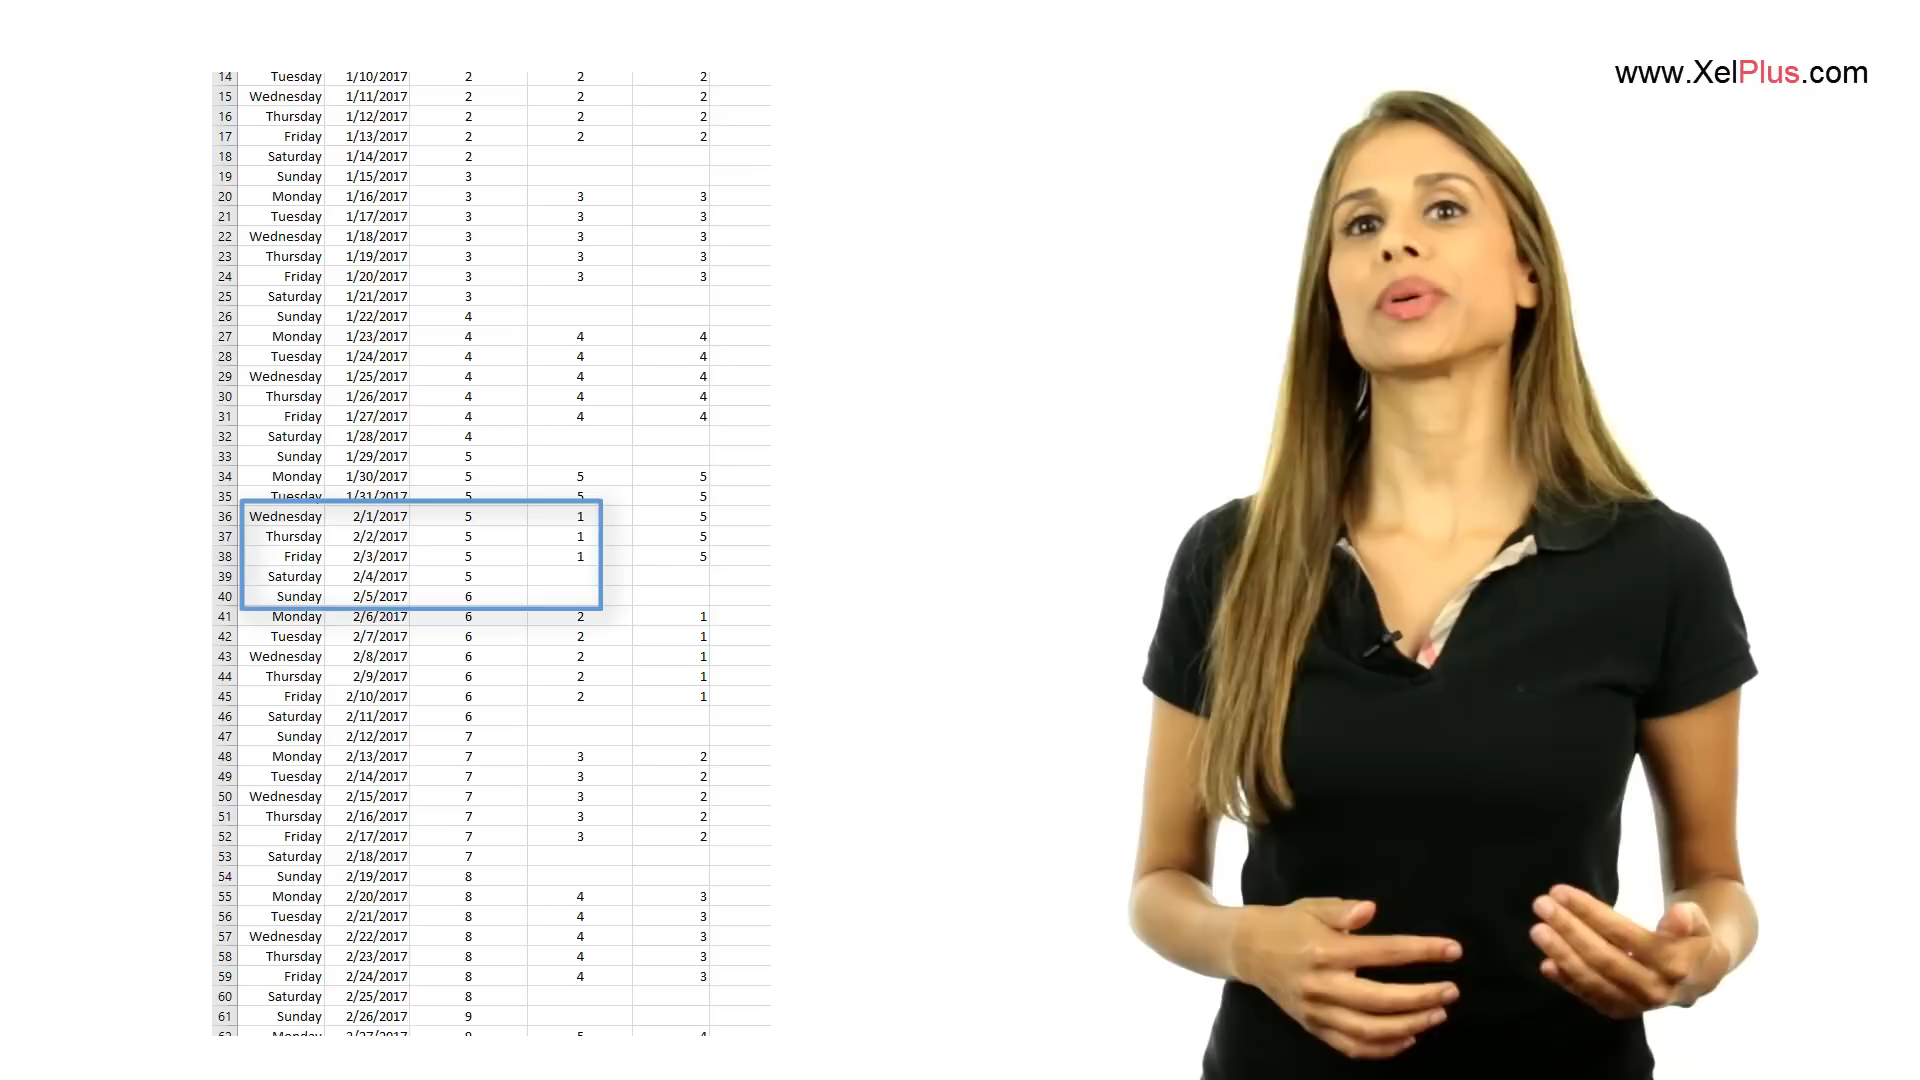 www.XelPlus.com
14 Tuesday 1/10/2017 2 2 2
15 Wednesday 1/11/2017 2 2 2
16 Thursday 1/12/2017 2 2 2
17 Friday 1/13/2017 2 2 2
18 Saturday 1/14/2017 2
19 Sunday 1/15/2017 3
20 Monday 1/16/2017 3 3 3
21 Tuesday 1/17/2017 3 3 3
22 Wednesday 1/18/2017 3 3 3
23 Thursday 1/19/2017 3 3 3
24 Friday 1/20/2017 3 3 3
25 Saturday 1/21/2017 3
26 Sunday 1/22/2017 4
27 Monday 1/23/2017 4 4 4
28 Tuesday 1/24/2017 4 4 4
29 Wednesday 1/25/2017 4 4 4
30 Thursday 1/26/2017 4 4 4
31 Friday 1/27/2017 4 4 4
32 Saturday 1/28/2017 4
33 Sunday 1/29/2017 5
34 Monday 1/30/2017 5 5 5
35 Tuesday 1/31/2017 5 5 5
36 Wednesday 2/1/2017 5 1 5
37 Thursday 2/2/2017 5 1 5
38 Friday 2/3/2017 5 1 5
39 Saturday 2/4/2017 5
40 Sunday 2/5/2017 6
41 Monday 2/6/2017 6 2 1
42 Tuesday 2/7/2017 6 2 1
43 Wednesday 2/8/2017 6 2 1
44 Thursday 2/9/2017 6 2 1
45 Friday 2/10/2017 6 2 1
46 Saturday 2/11/2017 6
47 Sunday 2/12/2017 7
48 Monday 2/13/2017 7 3 2
49 Tuesday 2/14/2017 7 3 2
50 Wednesday 2/15/2017 7 3 2
51 Thursday 2/16/2017 7 3 2
52 Friday 2/17/2017 7 3 2
53 Saturday 2/18/2017 7
54 Sunday 2/19/2017 8
55 Monday 2/20/2017 8 4 3
56 Tuesday 2/21/2017 8 4 3
57 Wednesday 2/22/2017 8 4 3
58 Thursday 2/23/2017 8 4 3
59 Friday 2/24/2017 8 4 3
60 Saturday 2/25/2017 8
61 Sunday 2/26/2017 9